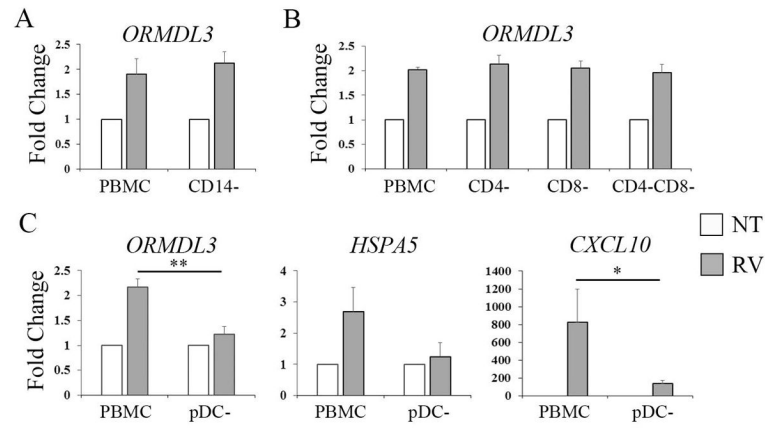 A
ORMDL3
Fold Change
2.5
2
1.5
1
0.5
0
PBMC CD14-
B
ORMDL3
Fold Change
2.5
2
1.5
1
0.5
0
PBMC CD4- CD8- CD4-CD8-
C
ORMDL3
**
Fold Change
2.5
2
1.5
1
0.5
0
PBMC pDC-
HSPA5
4
3
2
1
0
PBMC pDC-
CXCL10
*
1400
1200
1000
800
600
400
200
0
PBMC pDC-
NT
RV